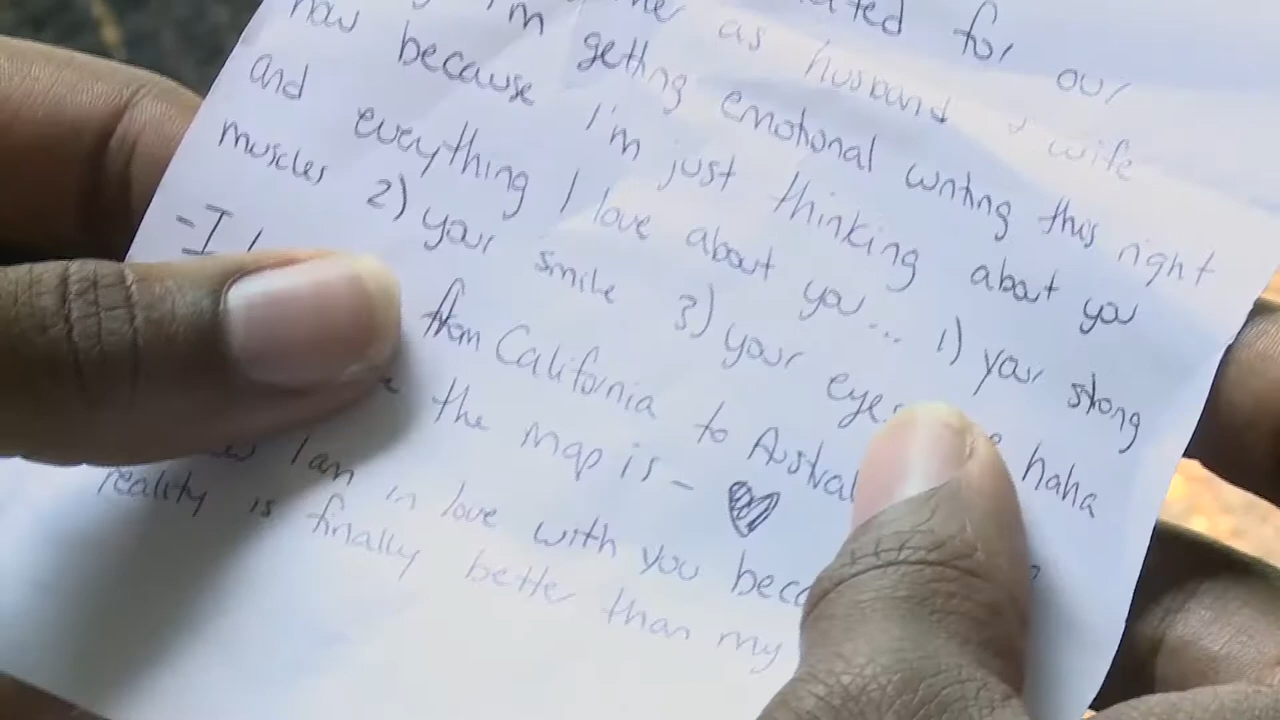 for our
as husband & wife
I'm getting emotional writing this right
now because I'm just thinking about you
and everything I love about you... 1) your strong
muscles 2) your smile 3) your eyes haha
-I from California to
the map is -
I am in love with you
reality is finally better than my